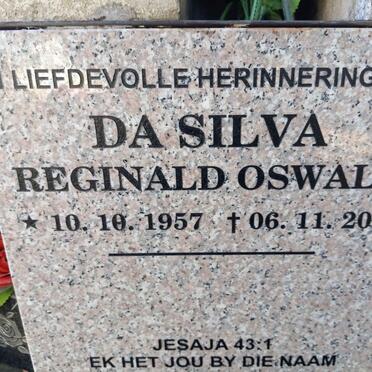 LIEFDEVOLLE HERINNERING
DA SILVA
REGINALD OSWAL
★ 10. 10. 1957 † 06. 11. 20
JESAJA 43:1
EK HET JOU BY DIE NAAM